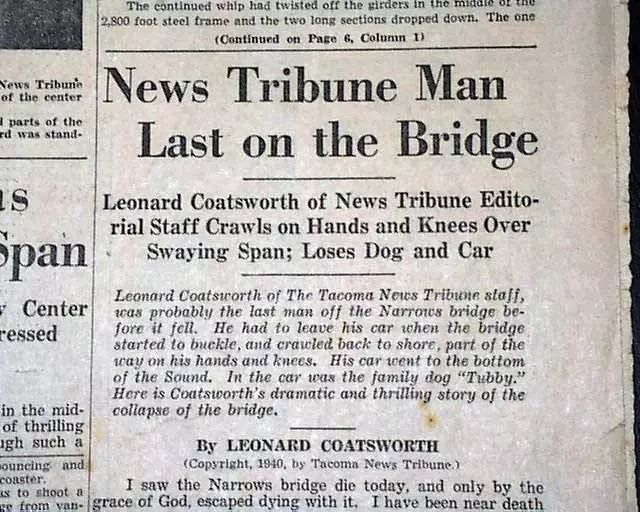 News Tribune
of the center
parts of the
was stand-
Span
Center
ressed
in the mid-
of thrilling
such a
bouncing and
coaster.
as to shoot a
from van-
The continued whip had twisted off the girders in the middle of the
2,800 foot steel frame and the two long sections dropped down. The one
(Continued on Page 6, Column 1)
News Tribune Man
Last on the Bridge
Leonard Coatsworth of News Tribune Edito-
rial Staff Crawls on Hands and Knees Over
Swaying Span; Loses Dog and Car
Leonard Coatsworth of The Tacoma News Tribune staff,
was probably the last man off the Narrows bridge be-
fore it fell. He had to leave his car when the bridge
started to buckle, and crawled back to shore, part of the
way on his hands and knees. His car went to the bottom
of the Sound. In the car was the family dog "Tubby."
Here is Coatsworth's dramatic and thrilling story of the
collapse of the bridge.
By LEONARD COATSWORTH
(Copyright, 1940, by Tacoma News Tribune.)
I saw the Narrows bridge die today, and only by the
grace of God, escaped dying with it. I have been near death